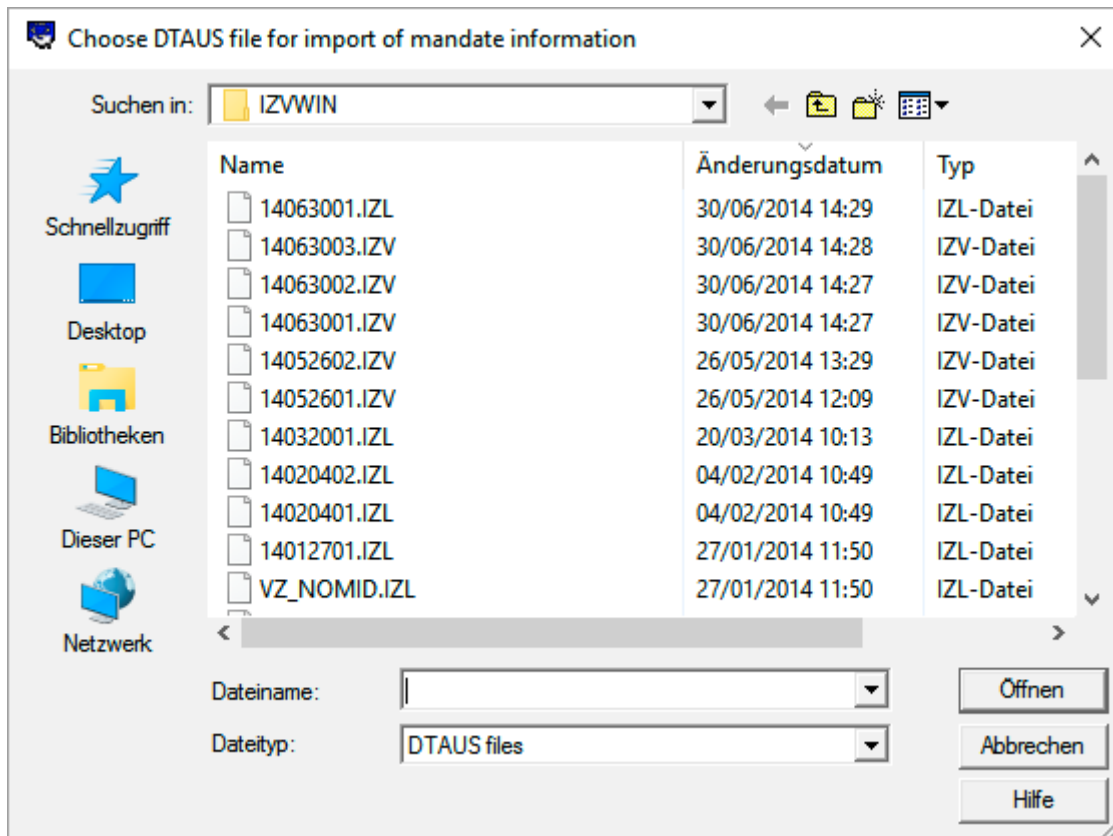 Choose DTAUS file for import of mandate information
Suchen in: IZVWIN
Name Änderungsdatum Typ
14063001.IZL 30/06/2014 14:29 IZL-Datei
14063003.IZV 30/06/2014 14:28 IZV-Datei
14063002.IZV 30/06/2014 14:27 IZV-Datei
14063001.IZV 30/06/2014 14:27 IZV-Datei
14052602.IZV 26/05/2014 13:29 IZV-Datei
14052601.IZV 26/05/2014 12:09 IZV-Datei
14032001.IZL 20/03/2014 10:13 IZL-Datei
14020402.IZL 04/02/2014 10:49 IZL-Datei
14020401.IZL 04/02/2014 10:49 IZL-Datei
14012701.IZL 27/01/2014 11:50 IZL-Datei
VZ_NOMID.IZL 27/01/2014 11:50 IZL-Datei
Schnellzugriff
Desktop
Bibliotheken
Dieser PC
Netzwerk
Dateiname:
Öffnen
Dateityp: DTAUS files
Abbrechen
Hilfe